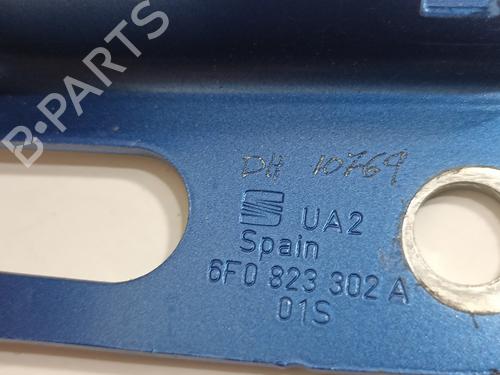 B-PARTS
DH 10769
UA2
Spain
6F0 823 302 A
01S